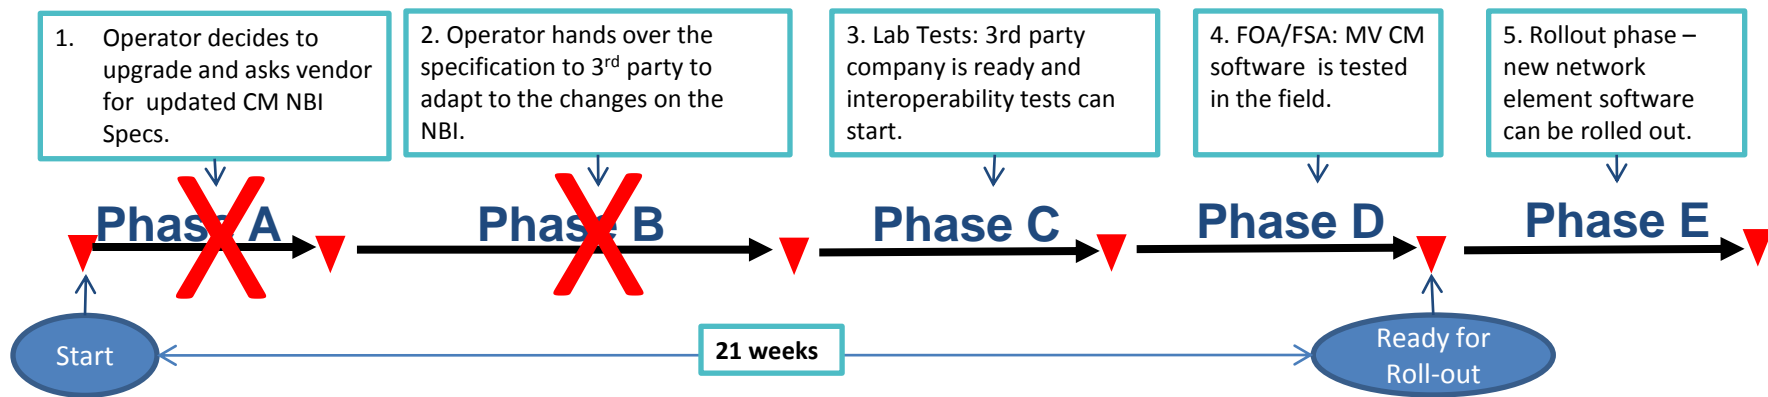 1. Operator decides to
upgrade and asks vendor
for updated CM NBI
Specs.
2. Operator hands over the
specification to 3rd party to
adapt to the changes on the
NBI.
3. Lab Tests: 3rd party
company is ready and
interoperability tests can
start.
4. FOA/FSA: MV CM
software is tested
in the field.
5. Rollout phase –
new network
element software
can be rolled out.
Phase A
Phase B
Phase C
Phase D
Phase E
Start
21 weeks
Ready for
Roll-out